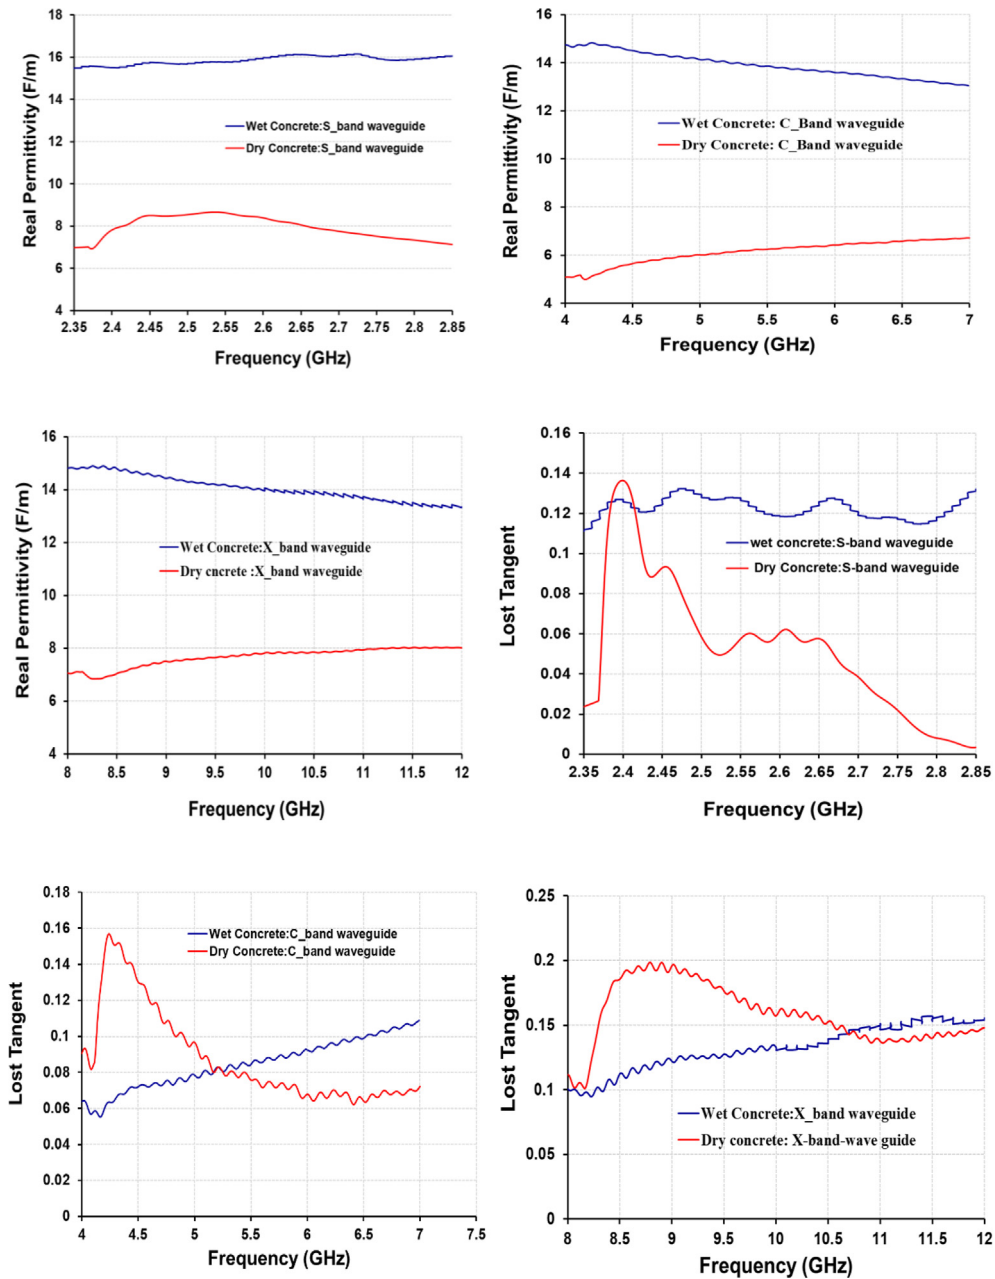 18
16
14
12
10
8
6
4
Real Permittivity (F/m)
Wet Concrete:S_band waveguide
Dry Concrete:S_band waveguide
2.35 2.4 2.45 2.5 2.55 2.6 2.65 2.7 2.75 2.8 2.85
Frequency (GHz)
16
14
12
10
8
6
4
Real Permittivity (F/m)
Wet Concrete: C_Band waveguide
Dry Concrete: C_Band waveguide
4 4.5 5 5.5 6 6.5 7
Frequency (GHz)
16
14
12
10
8
6
4
Real Permittivity (F/m)
Wet Concrete:X_band waveguide
Dry cncrete :X_band waveguide
8 8.5 9 9.5 10 10.5 11 11.5 12
Frequency (GHz)
0.16
0.14
0.12
0.1
0.08
0.06
0.04
0.02
0
Lost Tangent
wet concrete:S-band waveguide
Dry Concrete:S-band waveguide
2.35 2.4 2.45 2.5 2.55 2.6 2.65 2.7 2.75 2.8 2.85
Frequency (GHz)
0.18
0.16
0.14
0.12
0.1
0.08
0.06
0.04
0.02
0
Lost Tangent
Wet Concrete:C_band waveguide
Dry Concrete:C_band waveguide
4 4.5 5 5.5 6 6.5 7 7.5
Frequency (GHz)
0.25
0.2
0.15
0.1
0.05
0
Lost Tangent
Wet Concrete:X_band waveguide
Dry concrete: X-band-wave guide
8 8.5 9 9.5 10 10.5 11 11.5 12
Frequency (GHz)